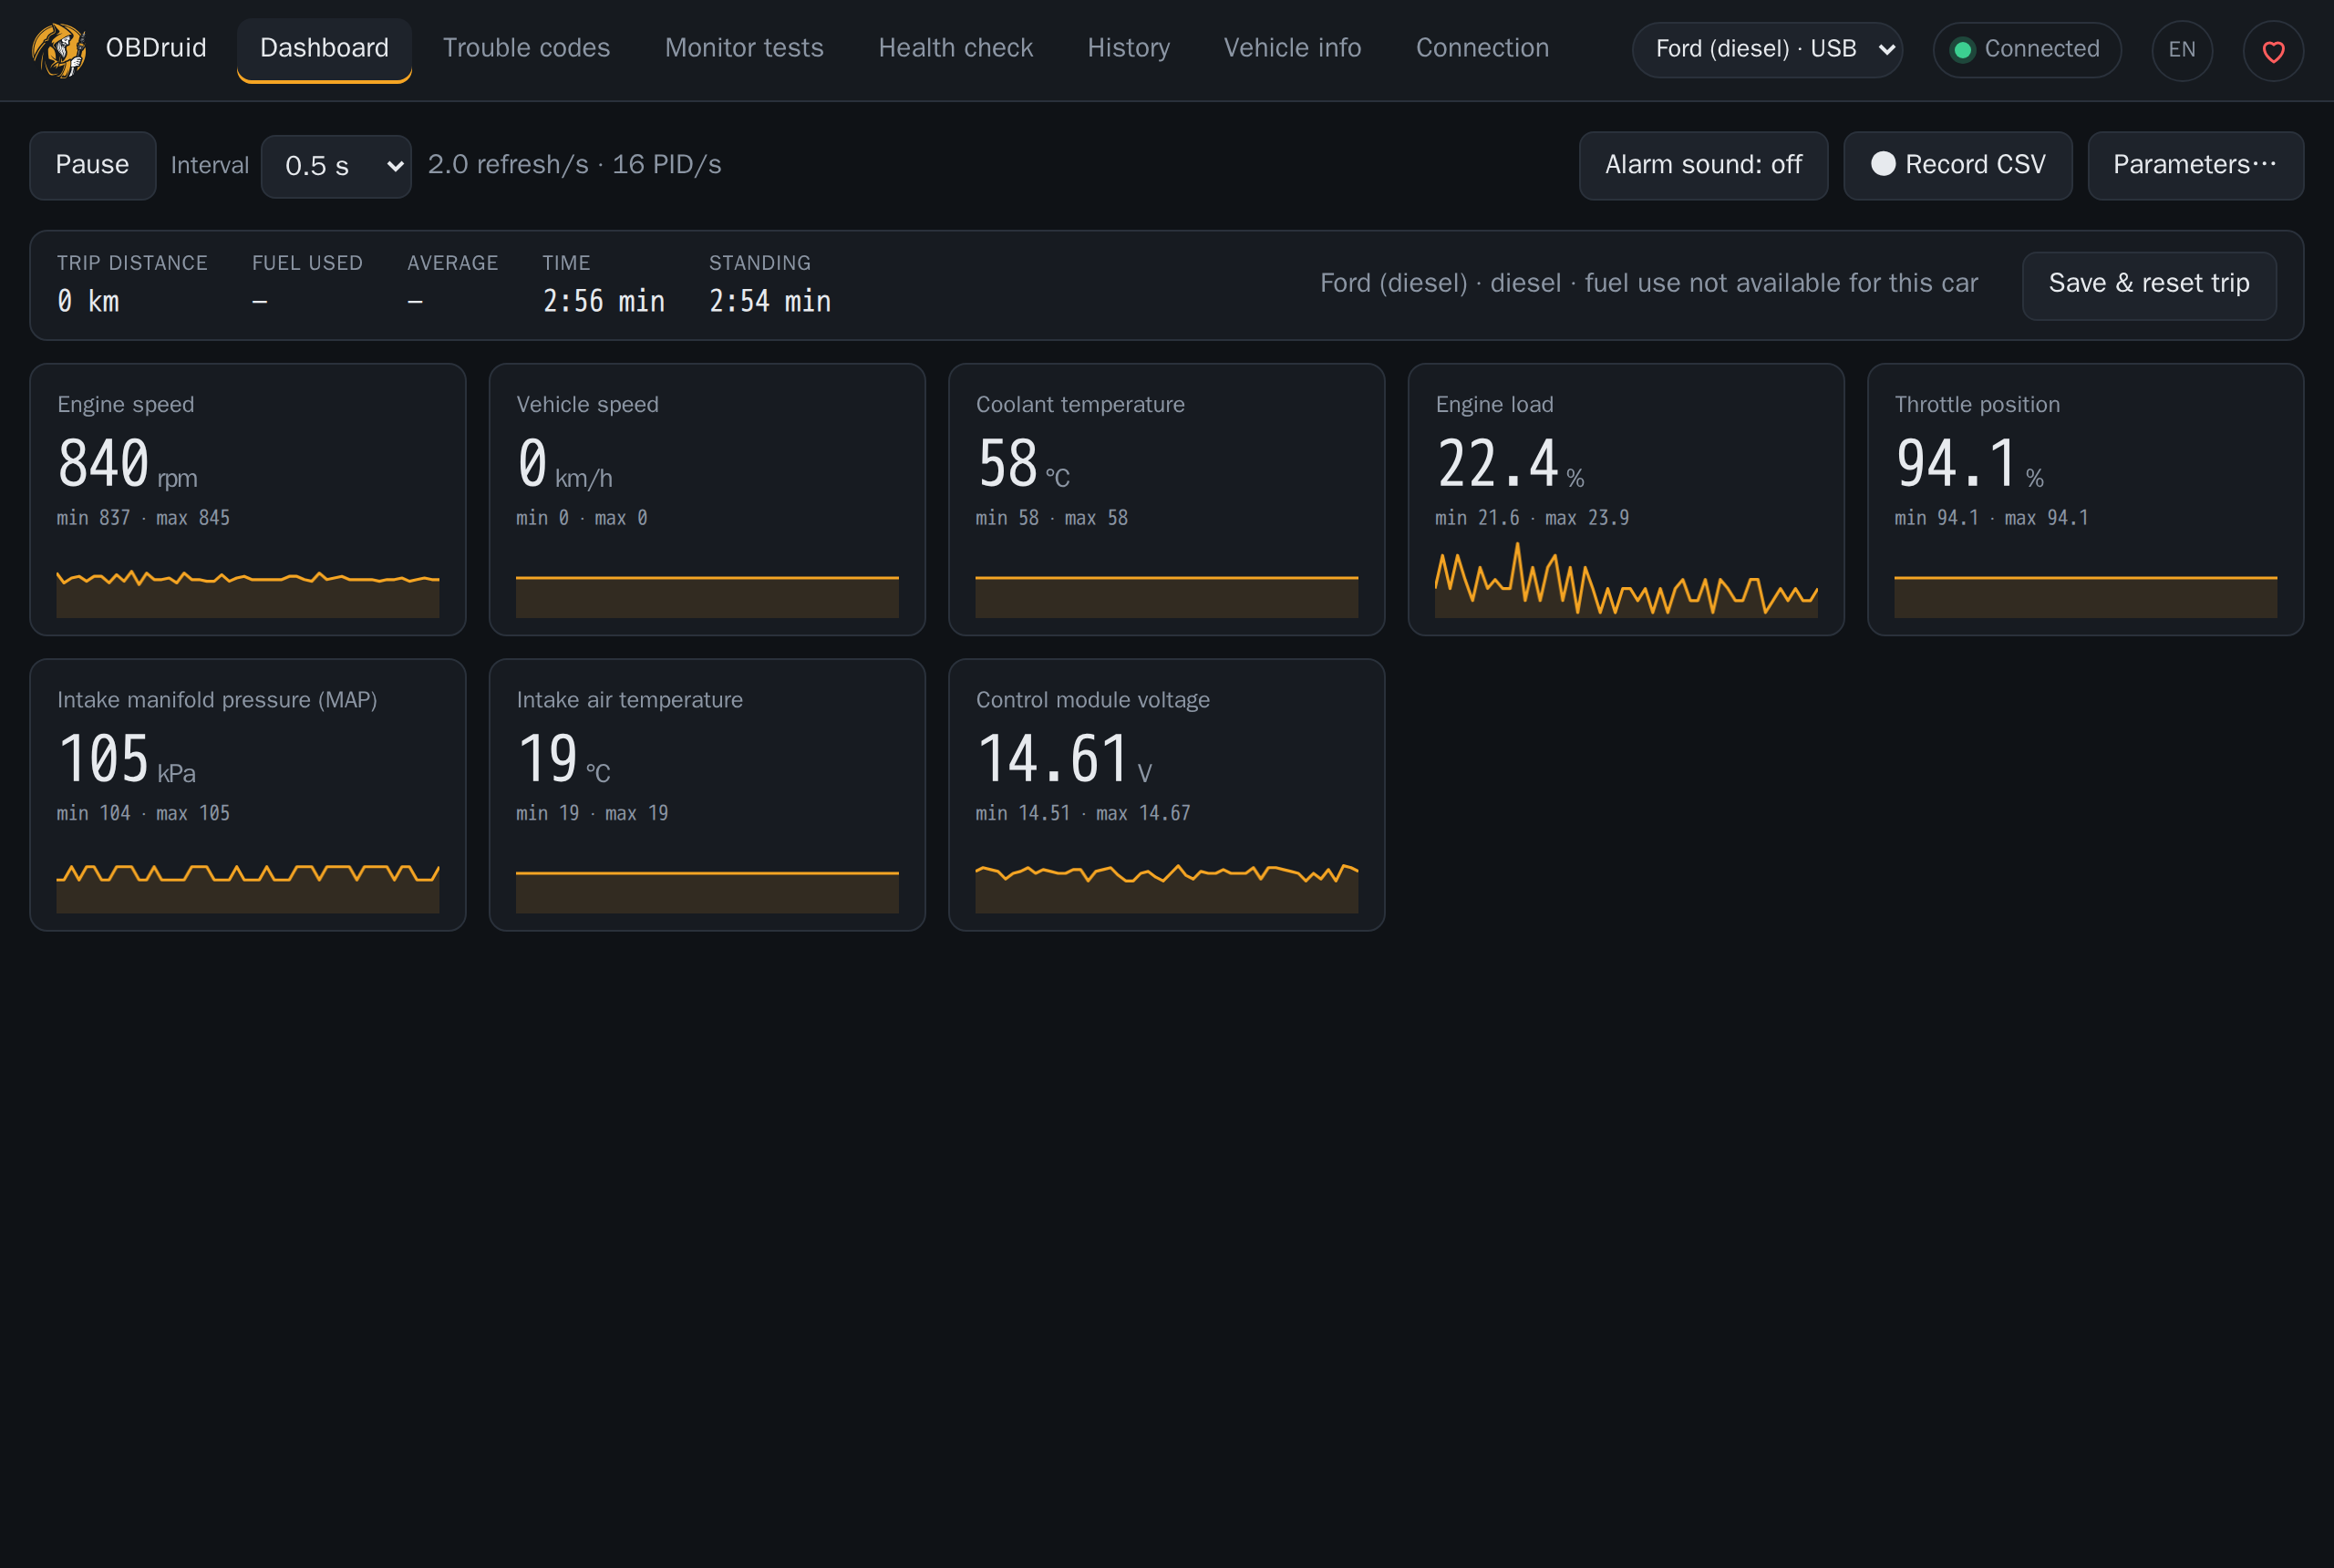 OBDruid Dashboard Trouble codes Monitor tests Health check History Vehicle info Connection Ford (diesel) · USB Connected EN
Pause Interval 0.5 s 2.0 refresh/s · 16 PID/s Alarm sound: off Record CSV Parameters···
TRIP DISTANCE FUEL USED AVERAGE TIME STANDING
0 km – – 2:56 min 2:54 min
Ford (diesel) · diesel · fuel use not available for this car Save & reset trip
Engine speed Vehicle speed Coolant temperature Engine load Throttle position
840 rpm 0 km/h 58 °C 22.4 % 94.1 %
min 837 · max 845 min 0 · max 0 min 58 · max 58 min 21.6 · max 23.9 min 94.1 · max 94.1
Intake manifold pressure (MAP) Intake air temperature Control module voltage
105 kPa 19 °C 14.61 V
min 104 · max 105 min 19 · max 19 min 14.51 · max 14.67